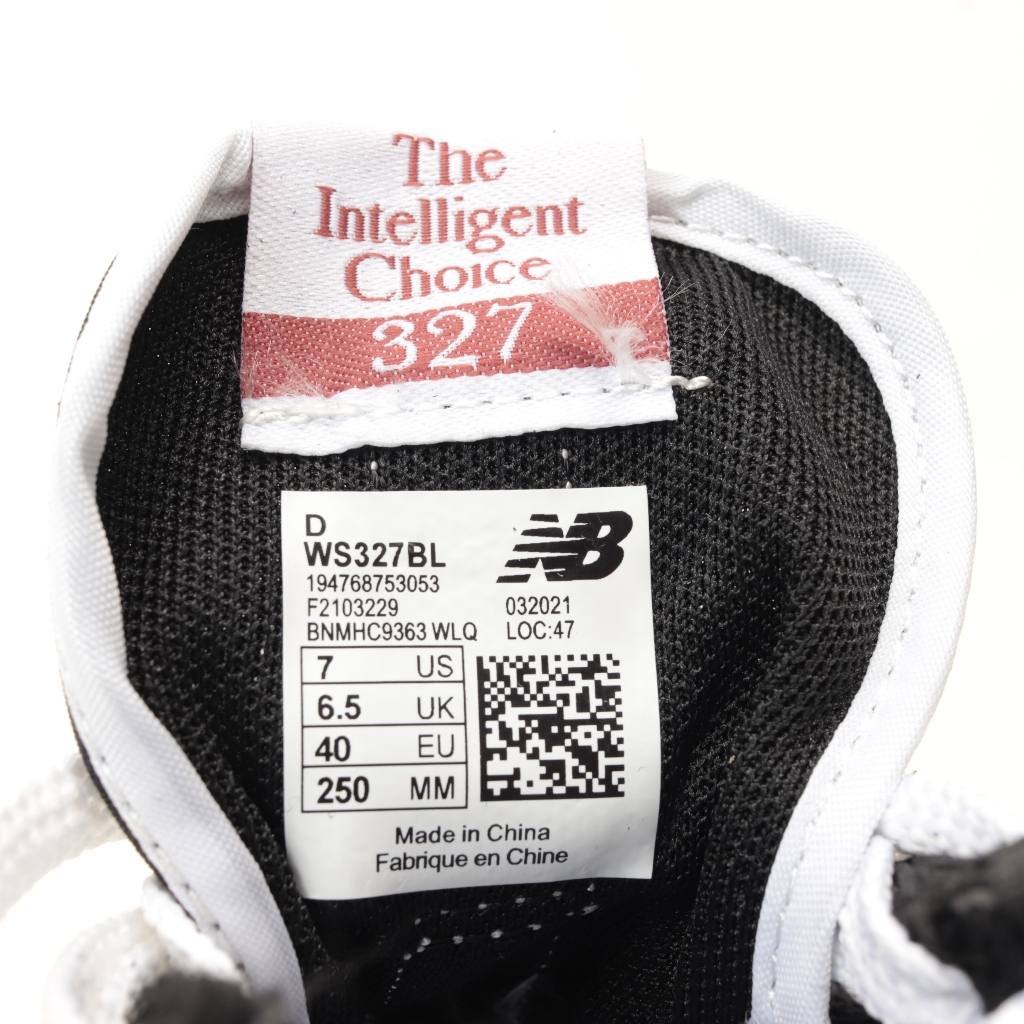 The
Intelligent
Choice
327
D
WS327BL
NB
194768753053
F2103229
032021
BNMHC9363 WLQ
LOC:47
7 US
6.5 UK
40 EU
250 MM
Made in China
Fabrique en Chine